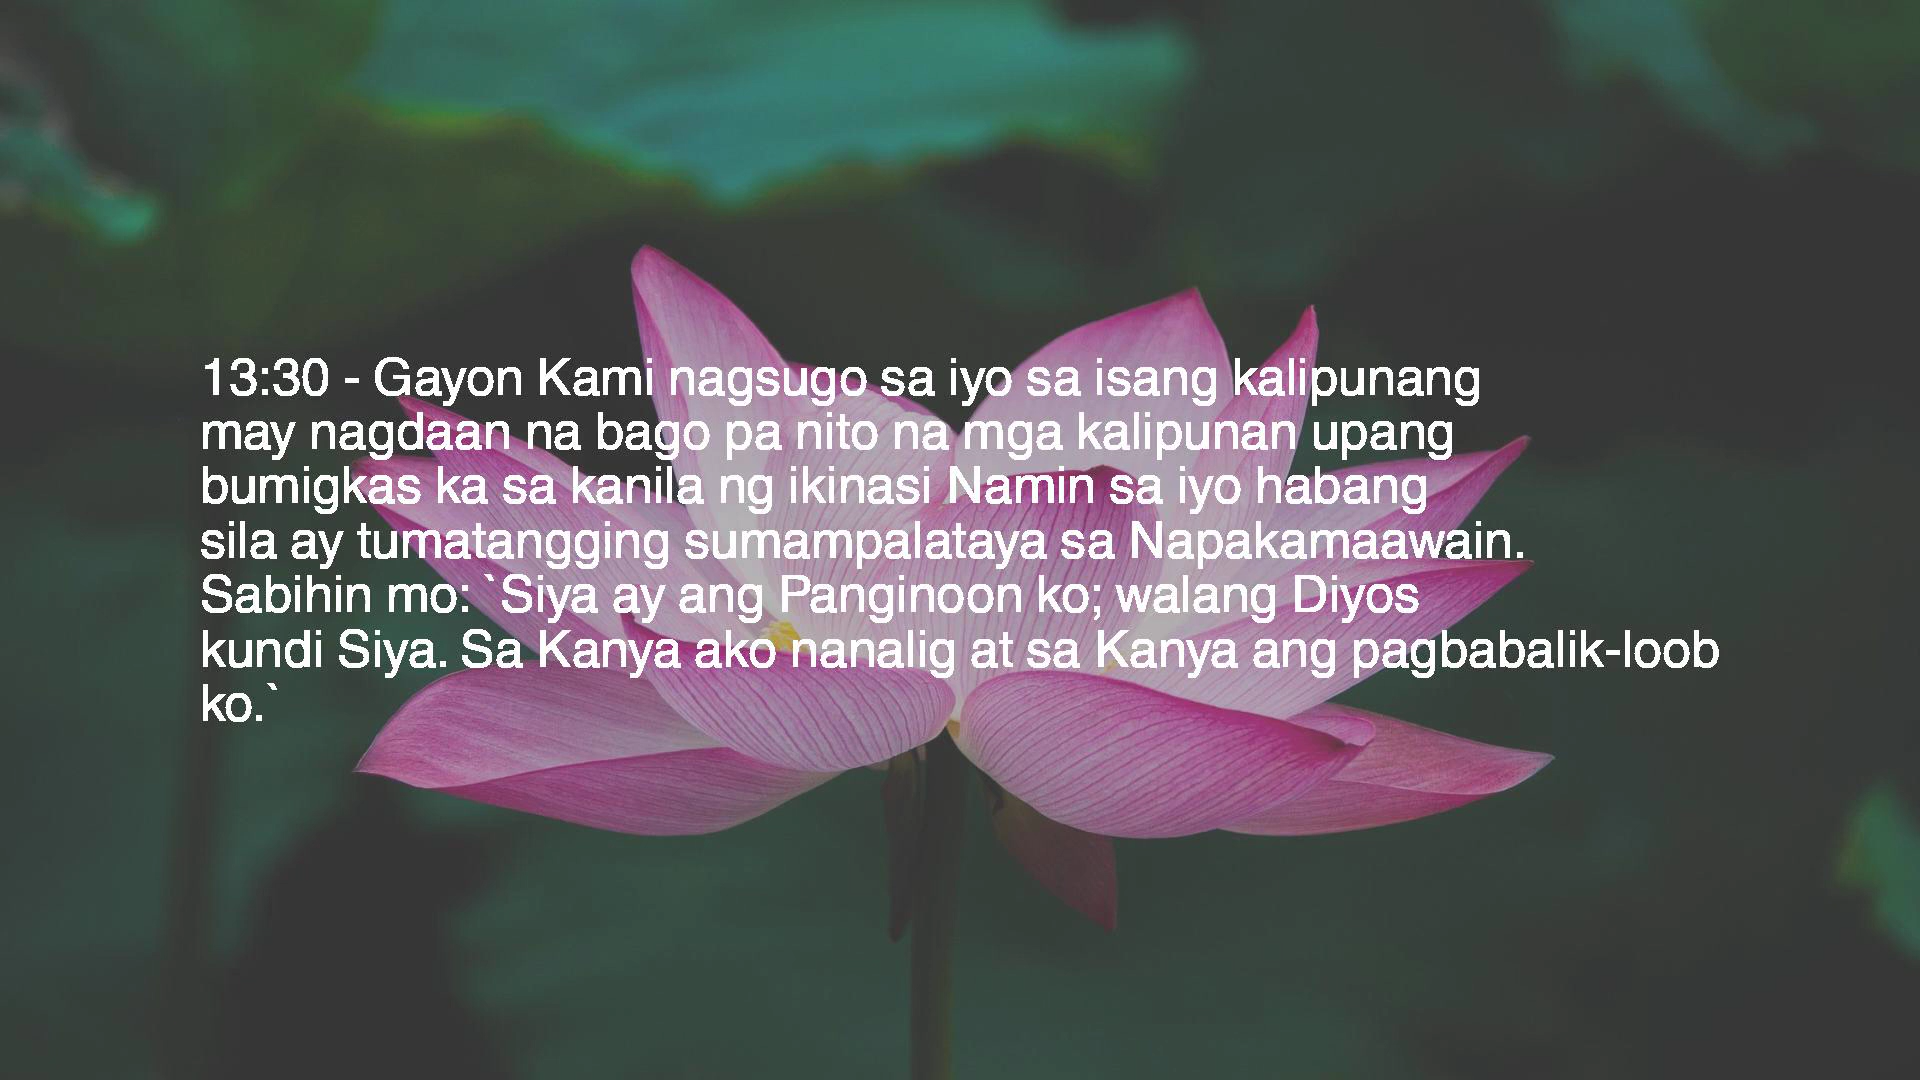 13:30 - Gayon Kami nagsugo sa iyo sa isang kalipunang
may nagdaan na bago pa nito na mga kalipunan upang
bumigkas ka sa kanila ng ikinasi Namin sa iyo habang
sila ay tumatangging sumampalataya sa Napakamaawain.
Sabihin mo: `Siya ay ang Panginoon ko; walang Diyos
kundi Siya. Sa Kanya ako nanalig at sa Kanya ang pagbabalik-loob
ko.`